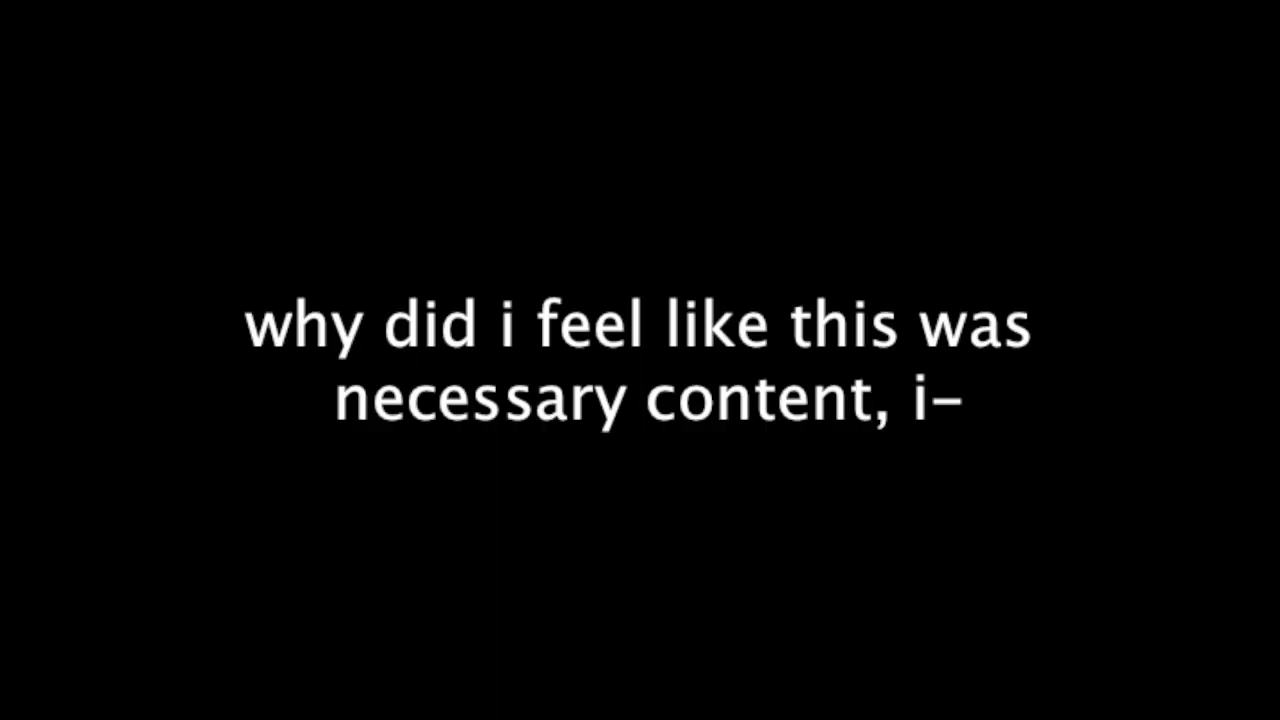 why did i feel like this was
necessary content, i-